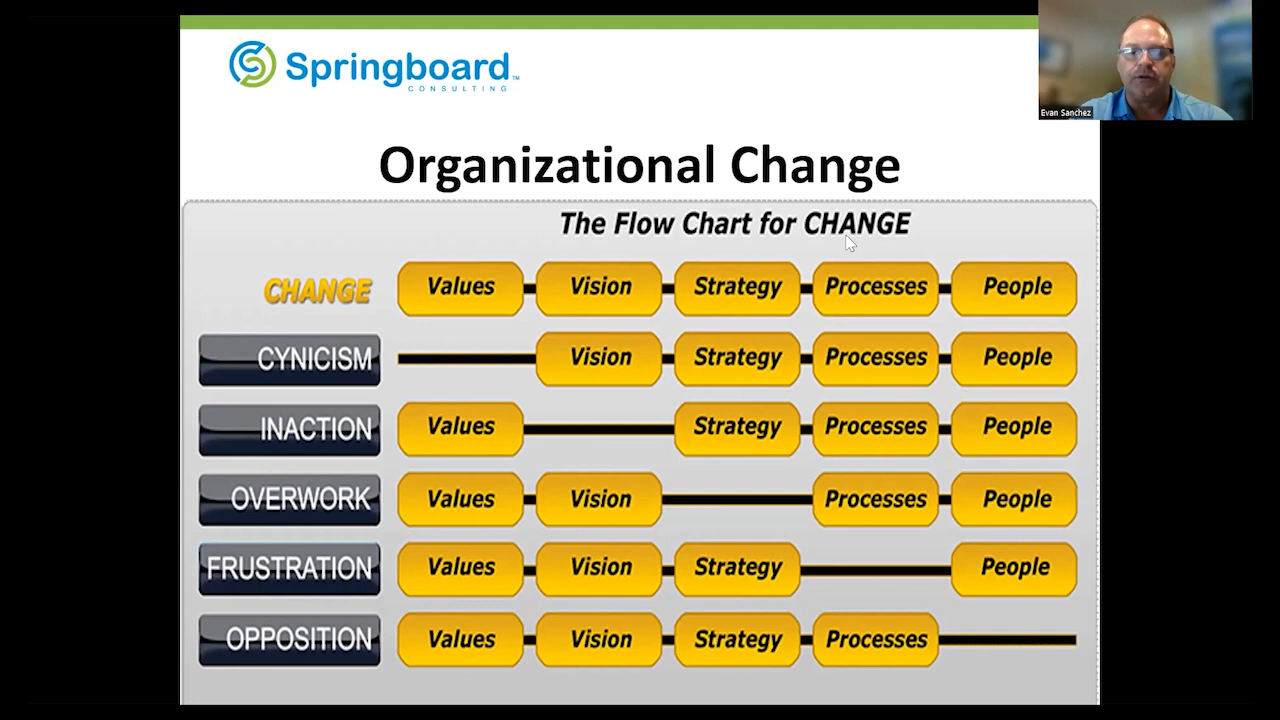 Springboard™
CONSULTING
Evan Sanchez
Organizational Change
The Flow Chart for CHANGE
CHANGE Values Vision Strategy Processes People
CYNICISM Vision Strategy Processes People
INACTION Values Strategy Processes People
OVERWORK Values Vision Processes People
FRUSTRATION Values Vision Strategy People
OPPOSITION Values Vision Strategy Processes